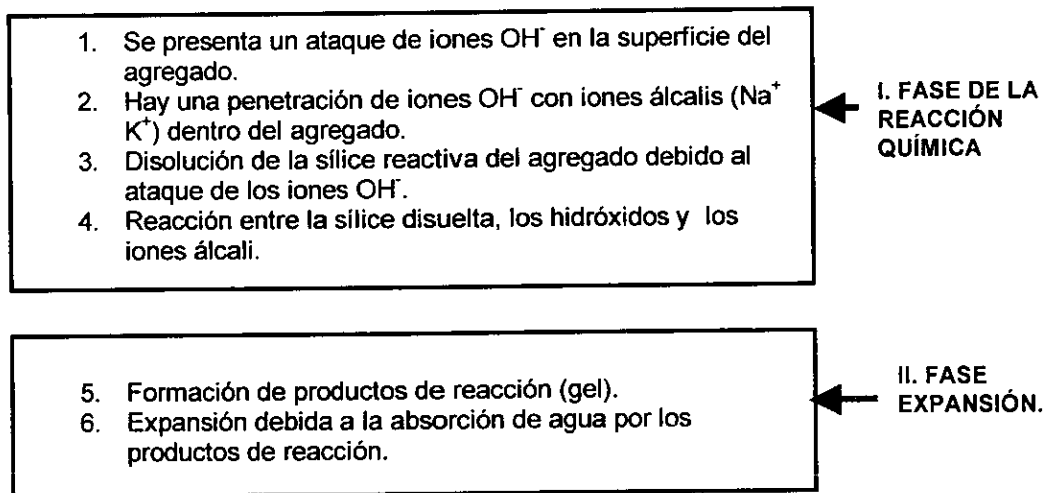 1. Se presenta un ataque de iones OH⁻ en la superficie del
agregado.
2. Hay una penetración de iones OH⁻ con iones álcalis (Na⁺
K⁺) dentro del agregado.
3. Disolución de la sílice reactiva del agregado debido al
ataque de los iones OH⁻.
4. Reacción entre la sílice disuelta, los hidróxidos y los
iones álcali.
I. FASE DE LA
REACCIÓN
QUÍMICA
5. Formación de productos de reacción (gel).
6. Expansión debida a la absorción de agua por los
productos de reacción.
II. FASE
EXPANSIÓN.